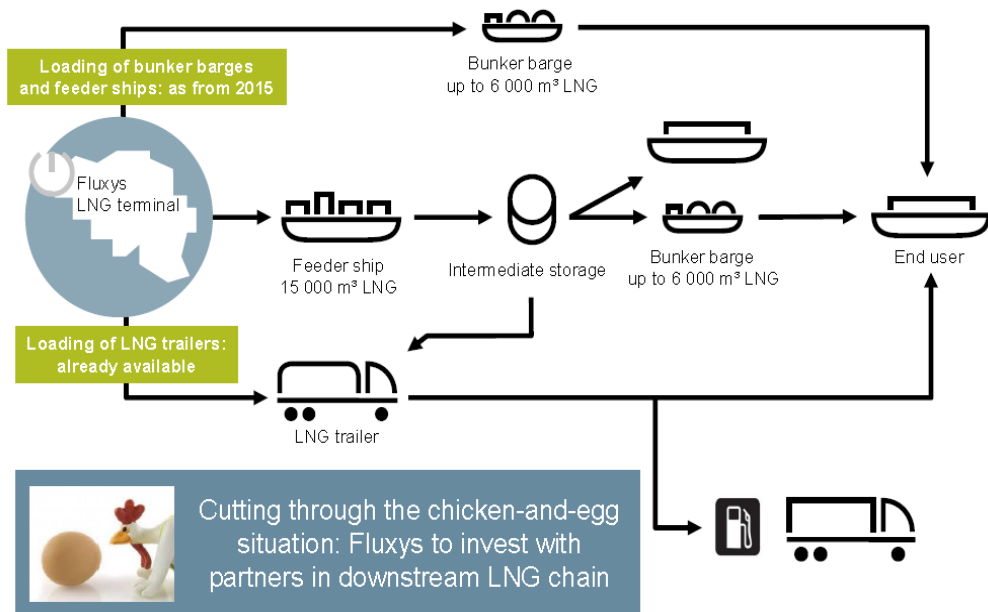 Bunker barge
up to 6 000 m³ LNG
Loading of bunker barges
and feeder ships: as from 2015
Fluxys
LNG terminal
Feeder ship
15 000 m³ LNG
Intermediate storage
Bunker barge
up to 6 000 m³ LNG
End user
Loading of LNG trailers:
already available
LNG trailer
Cutting through the chicken-and-egg
situation: Fluxys to invest with
partners in downstream LNG chain